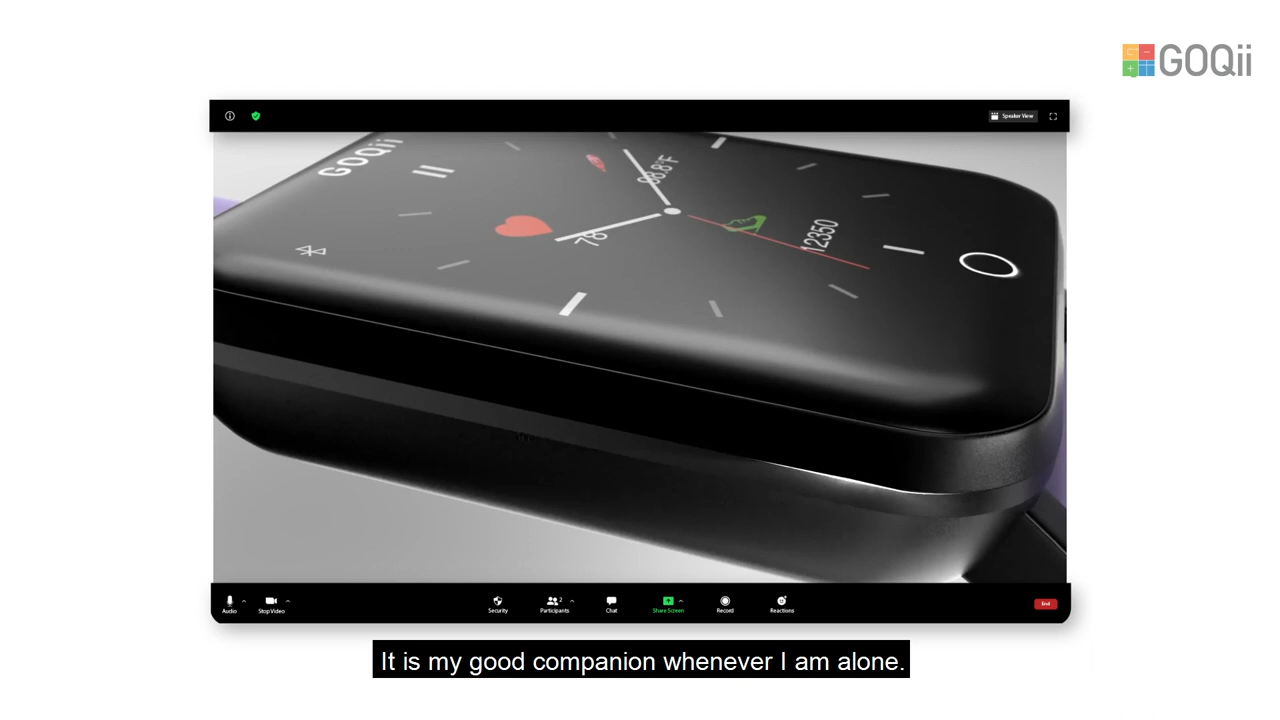 GOQii
Speaker View
GOQii
98.8°F
78
12350
Audio
Stop Video
Security
Participants
2
Chat
Share Screen
Record
Reactions
End
It is my good companion whenever I am alone.